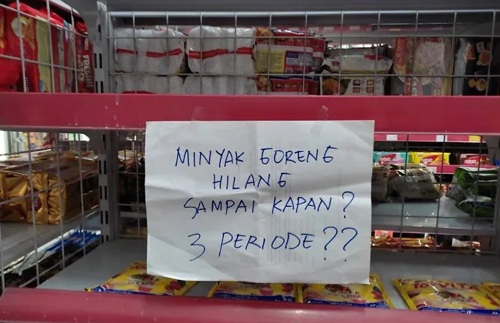 MINYAK GORENG
HILANG
SAMPAI KAPAN?
3 PERIODE??